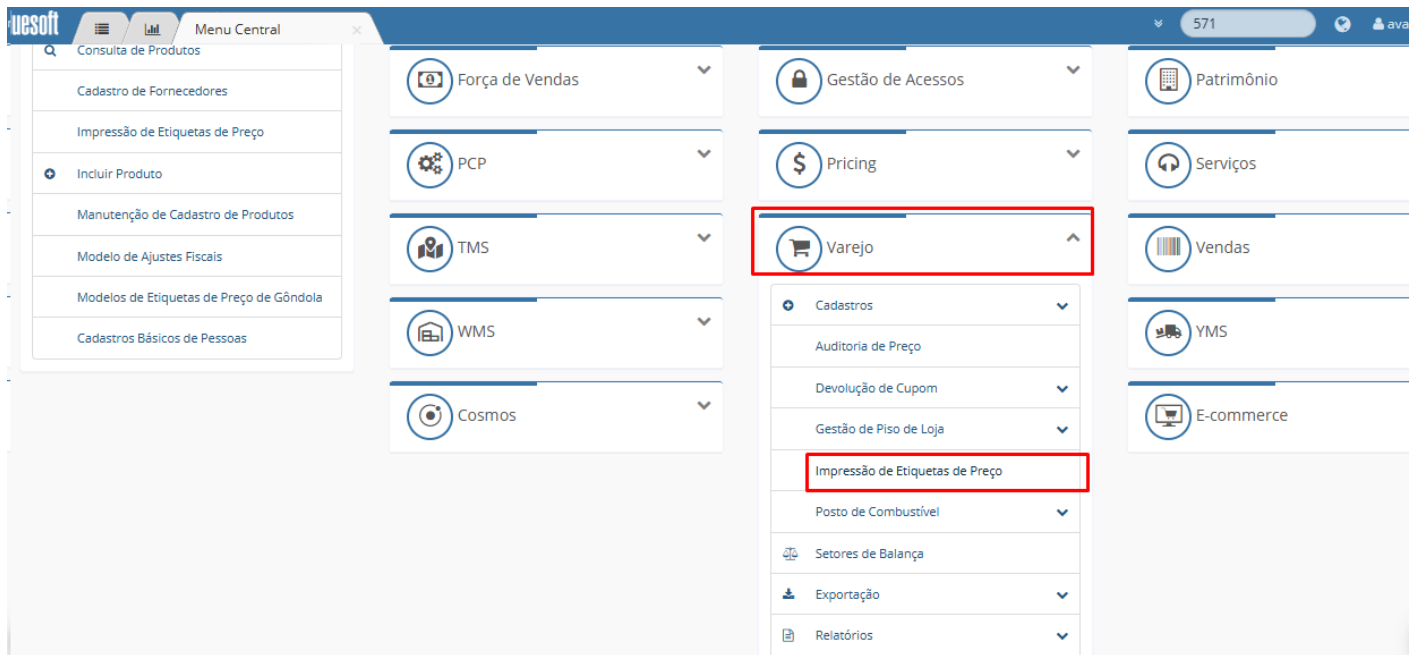 uesoft
Menu Central
571
ava
Consulta de Produtos
Cadastro de Fornecedores
Impressão de Etiquetas de Preço
Incluir Produto
Manutenção de Cadastro de Produtos
Modelo de Ajustes Fiscais
Modelos de Etiquetas de Preço de Gôndola
Cadastros Básicos de Pessoas
Força de Vendas
PCP
TMS
WMS
Cosmos
Gestão de Acessos
Pricing
Varejo
Cadastros
Auditoria de Preço
Devolução de Cupom
Gestão de Piso de Loja
Impressão de Etiquetas de Preço
Posto de Combustível
Setores de Balança
Exportação
Relatórios
Patrimônio
Serviços
Vendas
YMS
E-commerce